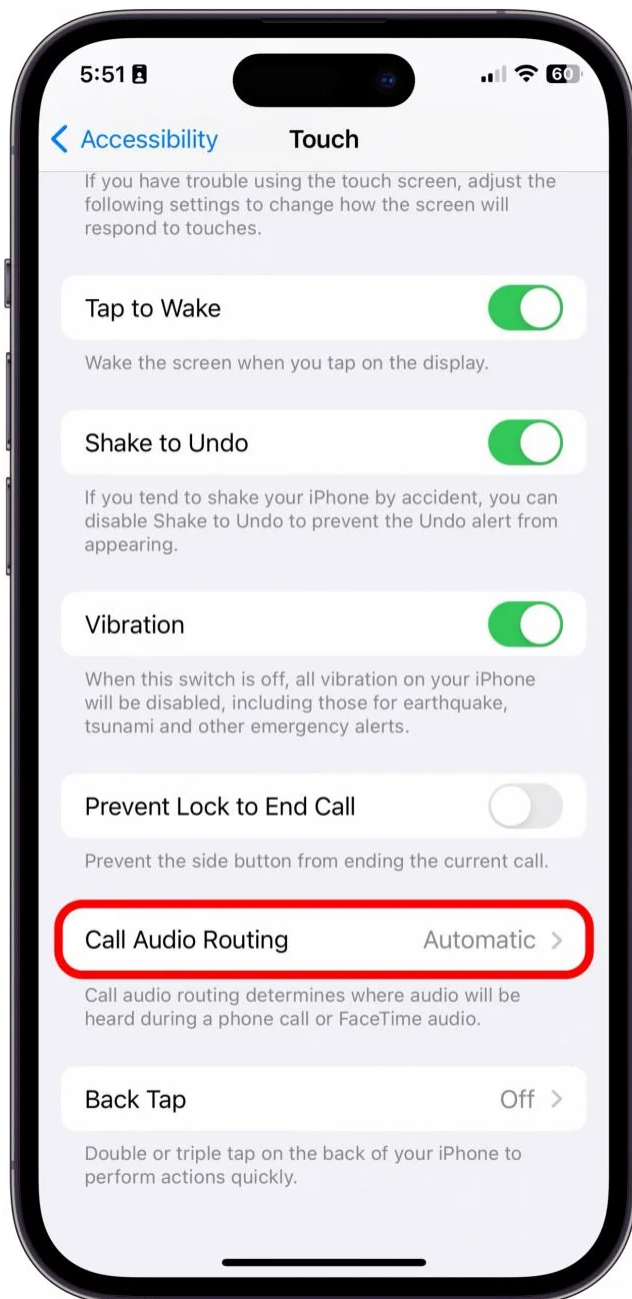 5:51
60
Accessibility
Touch
If you have trouble using the touch screen, adjust the
following settings to change how the screen will
respond to touches.
Tap to Wake
Wake the screen when you tap on the display.
Shake to Undo
If you tend to shake your iPhone by accident, you can
disable Shake to Undo to prevent the Undo alert from
appearing.
Vibration
When this switch is off, all vibration on your iPhone
will be disabled, including those for earthquake,
tsunami and other emergency alerts.
Prevent Lock to End Call
Prevent the side button from ending the current call.
Call Audio Routing Automatic
Call audio routing determines where audio will be
heard during a phone call or FaceTime audio.
Back Tap Off
Double or triple tap on the back of your iPhone to
perform actions quickly.